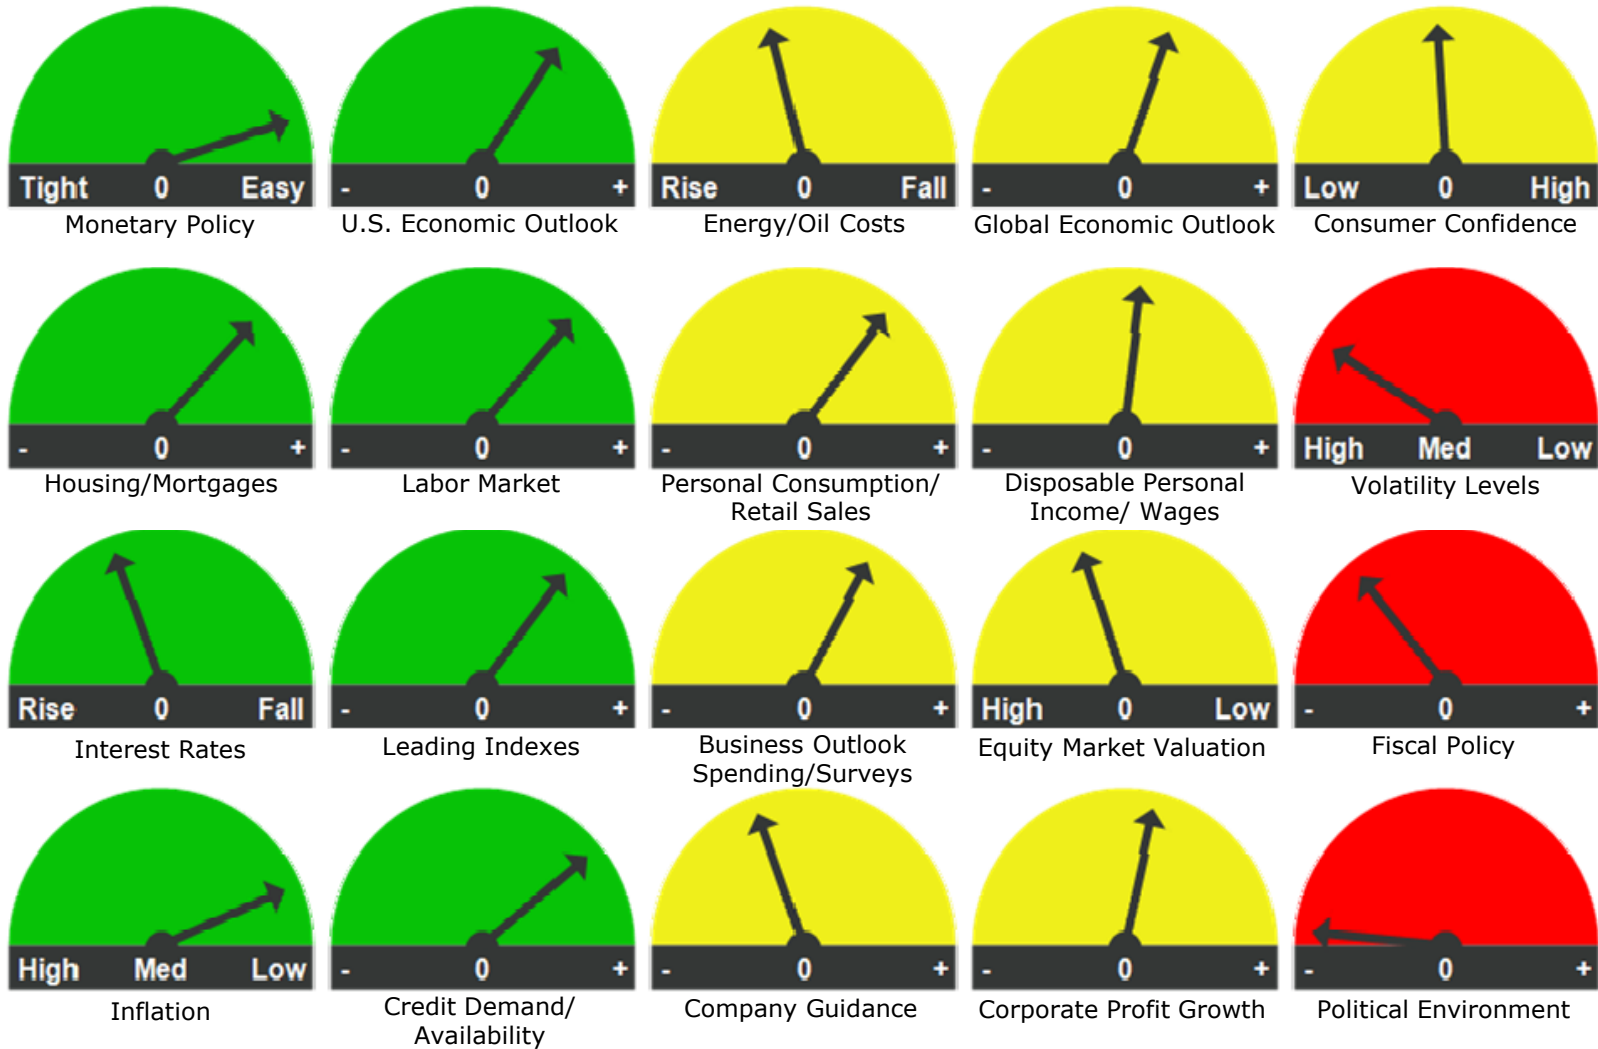 Tight 0 Easy
Monetary Policy
- 0 +
U.S. Economic Outlook
Rise 0 Fall
Energy/Oil Costs
- 0 +
Global Economic Outlook
Low 0 High
Consumer Confidence
- 0 +
Housing/Mortgages
- 0 +
Labor Market
- 0 +
Personal Consumption/
Retail Sales
- 0 +
Disposable Personal
Income/ Wages
High Med Low
Volatility Levels
Rise 0 Fall
Interest Rates
- 0 +
Leading Indexes
- 0 +
Business Outlook
Spending/Surveys
High 0 Low
Equity Market Valuation
- 0 +
Fiscal Policy
High Med Low
Inflation
- 0 +
Credit Demand/
Availability
- 0 +
Company Guidance
- 0 +
Corporate Profit Growth
- 0 +
Political Environment